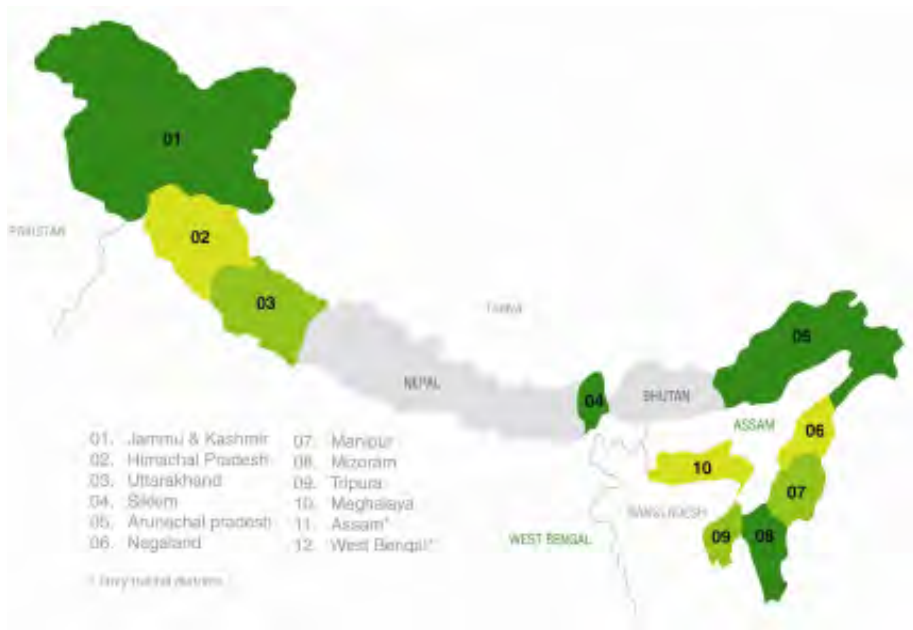 01
02
PAKISTAN
03
05
NEPAL
04
BHUTAN
ASSAM
06
10
07
BANGLADESH
09
08
WEST BENGAL
01. Jammu & Kashmir
02. Himachal Pradesh
03. Uttarakhand
04. Sikkim
05. Arunachal pradesh
06. Nagaland
07. Manipur
08. Mizoram
09. Tripura
10. Meghalaya
11. Assam*
12. West Bengal*